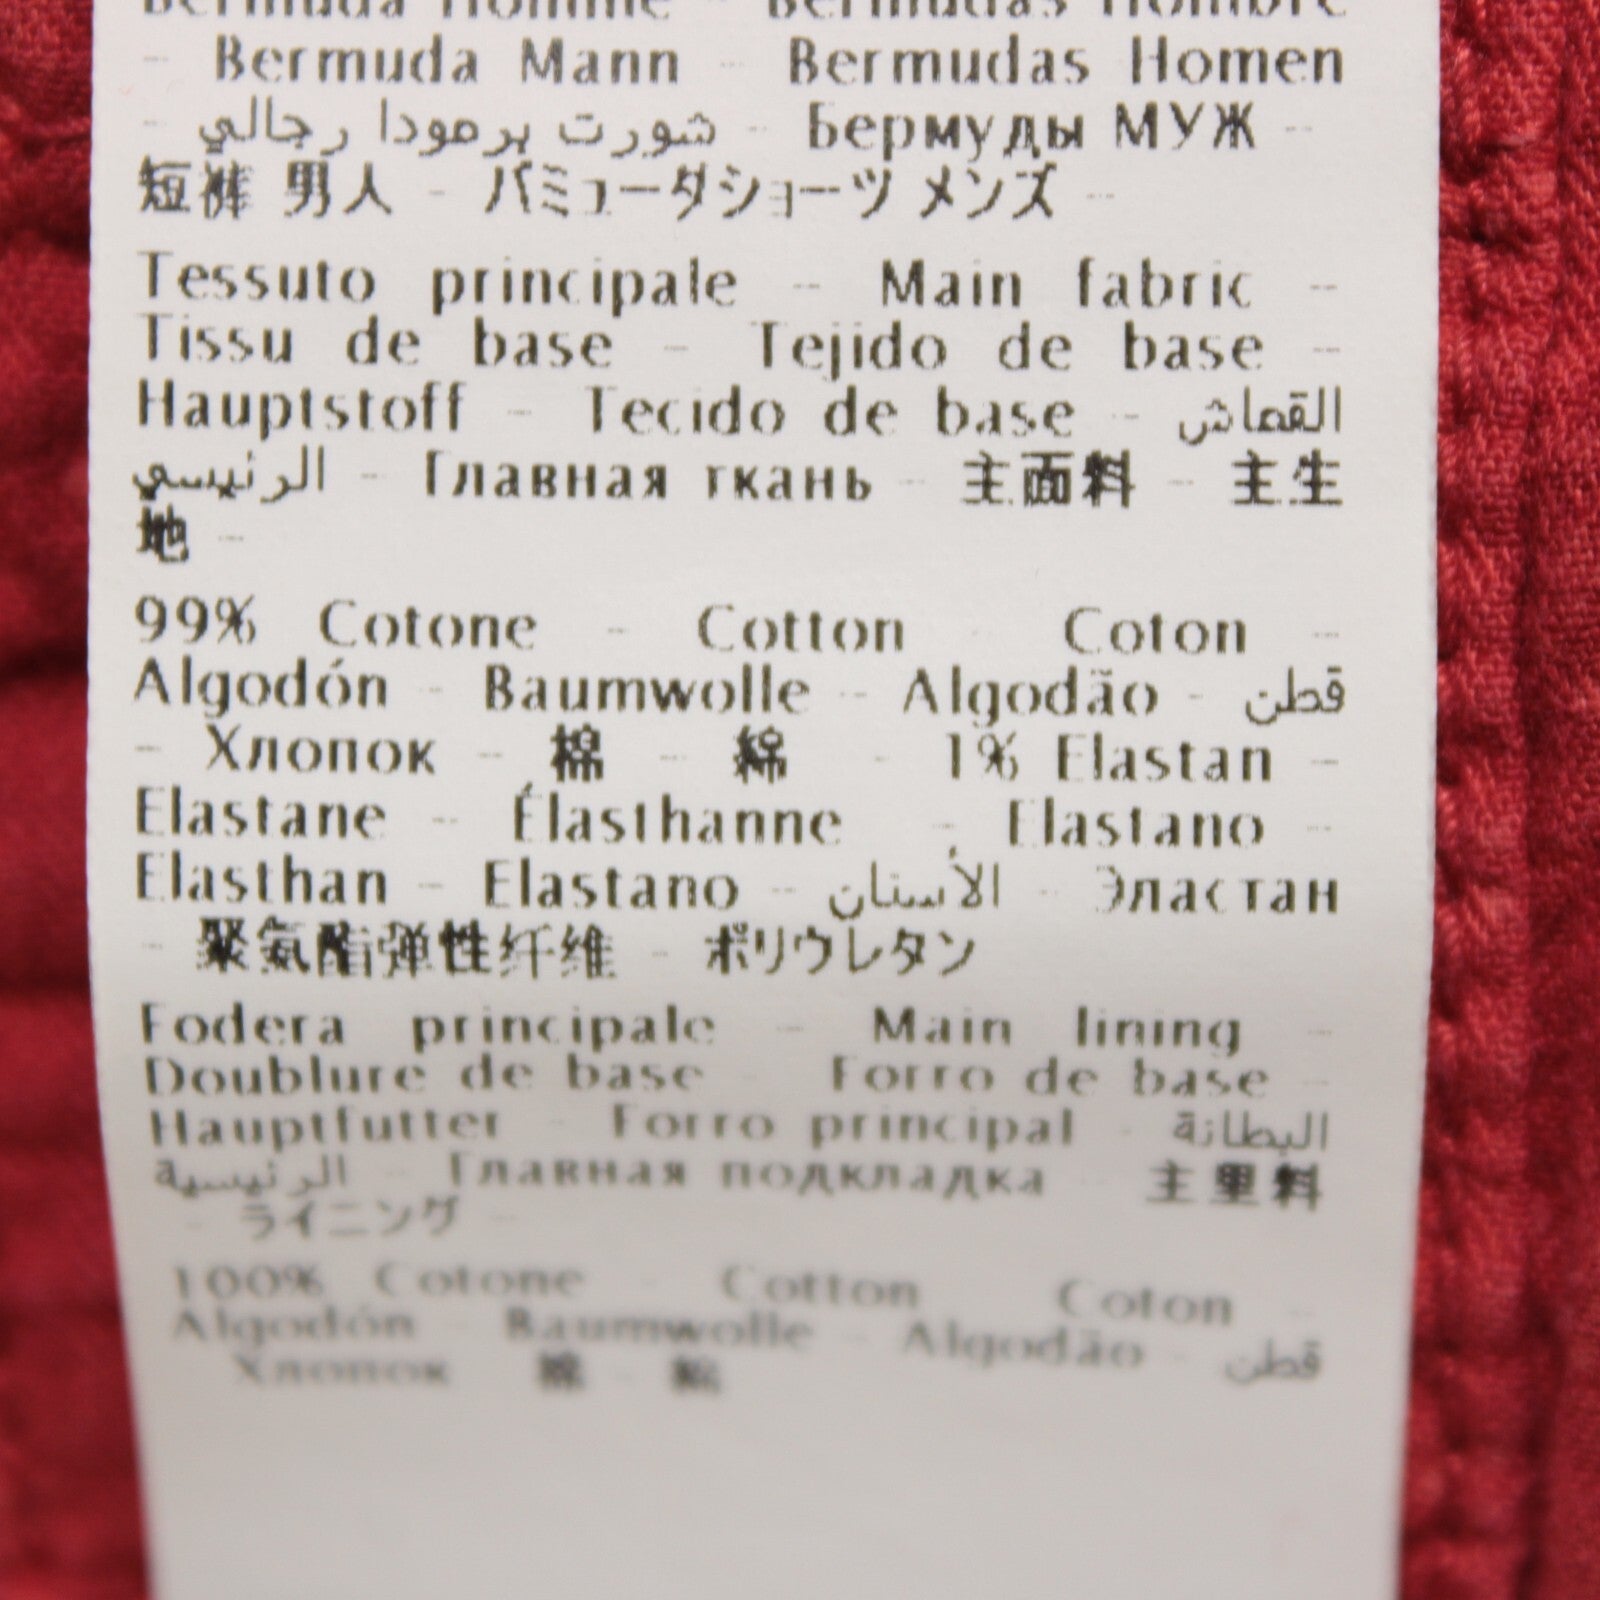 Bermuda Homme - Bermudas Hombre
- Bermuda Mann - Bermudas Homen
- شورت برمودا رجالي - Бермуды МУЖ -
短裤 男人 - バミューダショーツ メンズ -
Tessuto principale - Main fabric -
Tissu de base - Tejido de base -
Hauptstoff - Tecido de base - القماش
الرئيسي - Главная ткань - 主面料 - 主生
地 -
99% Cotone - Cotton - Coton -
Algodón - Baumwolle - Algodão - قطن
- Хлопок - 棉 - 綿 - 1% Elastan -
Elastane - Élasthanne - Elastano -
Elasthan - Elastano - الأستان - Эластан
- 聚氨酯弹性纤维 - ポリウレタン
Fodera principale - Main lining -
Doublure de base - Forro de base -
Hauptfutter - Forro principal - البطانة
الرئيسية - Главная подкладка - 主里料
- ライニング -
100% Cotone - Cotton - Coton -
Algodón - Baumwolle - Algodão - قطن
- Хлопок - 棉 - 綿